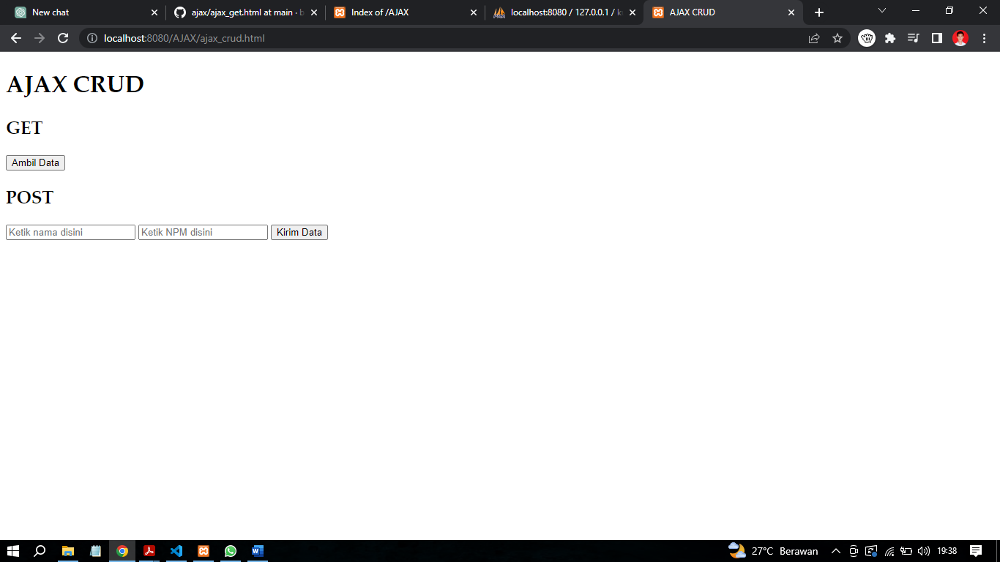 New chat
ajax/ajax_get.html at main · b
Index of /AJAX
localhost:8080 / 127.0.0.1 /
AJAX CRUD
localhost:8080/AJAX/ajax_crud.html
AJAX CRUD
GET
Ambil Data
POST
Ketik nama disini Ketik NPM disini Kirim Data
27°C Berawan 19:38